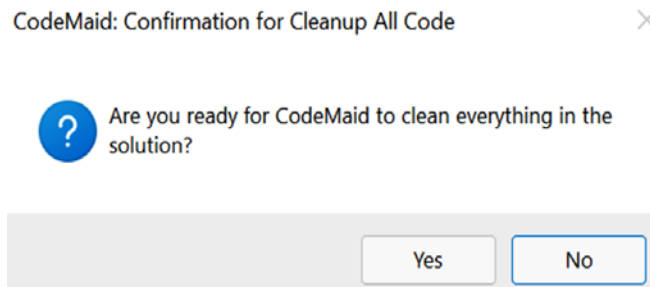 CodeMaid: Confirmation for Cleanup All Code
Are you ready for CodeMaid to clean everything in the
solution?
Yes
No